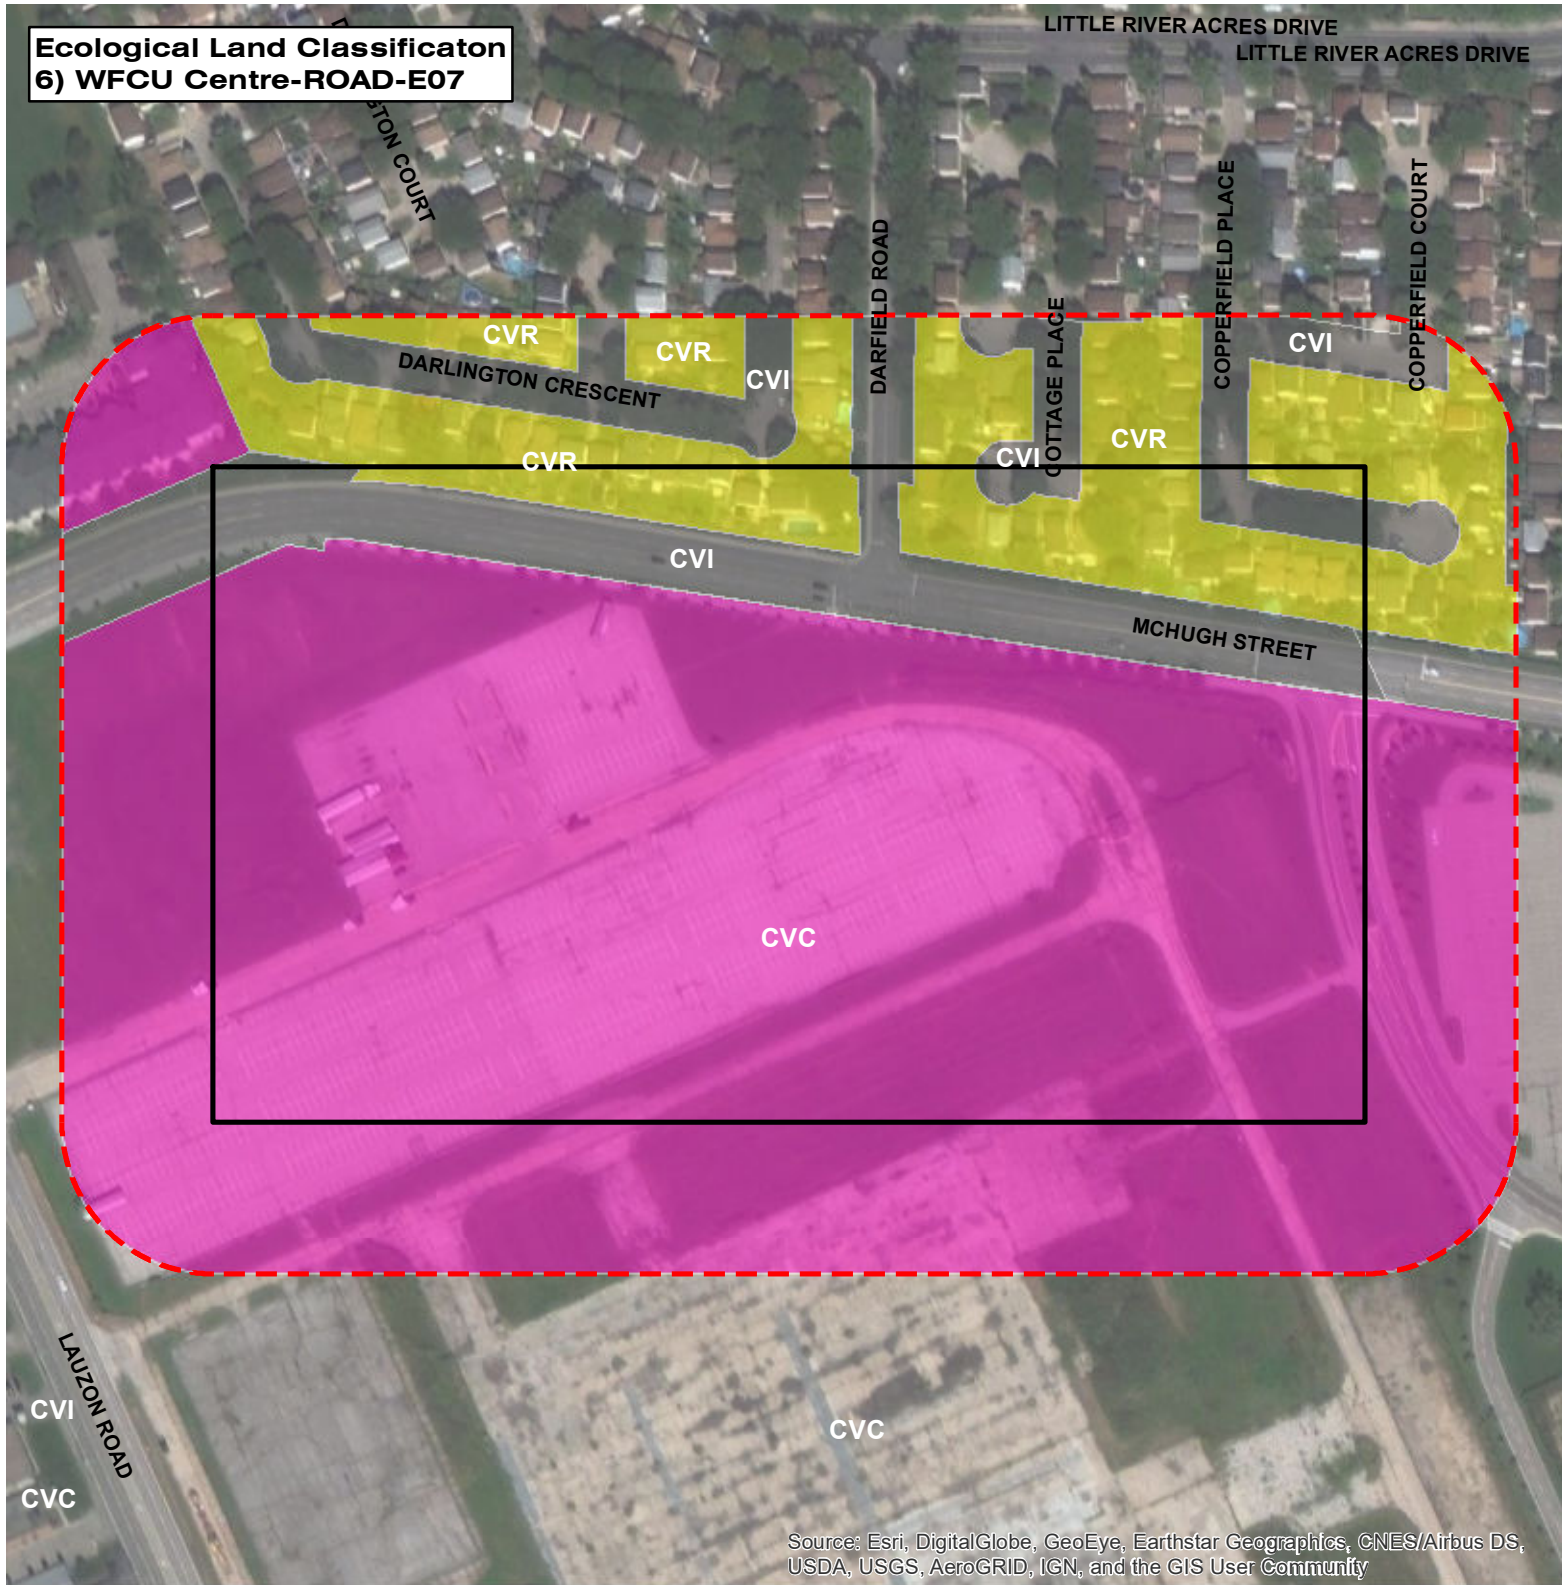 Ecological Land Classificaton
6) WFCU Centre-ROAD-E07
LITTLE RIVER ACRES DRIVE
LITTLE RIVER ACRES DRIVE
COURT
DARFIELD ROAD
COTTAGE PLACE
COPPERFIELD PLACE
COPPERFIELD COURT
CVR
CVR
CVI
CVI
DARLINGTON CRESCENT
CVR
CVI
CVR
CVI
MCHUGH STREET
CVC
LAUZON ROAD
CVI
CVC
CVC
Source: Esri, DigitalGlobe, GeoEye, Earthstar Geographics, CNES/Airbus DS,
USDA, USGS, AeroGRID, IGN, and the GIS User Community